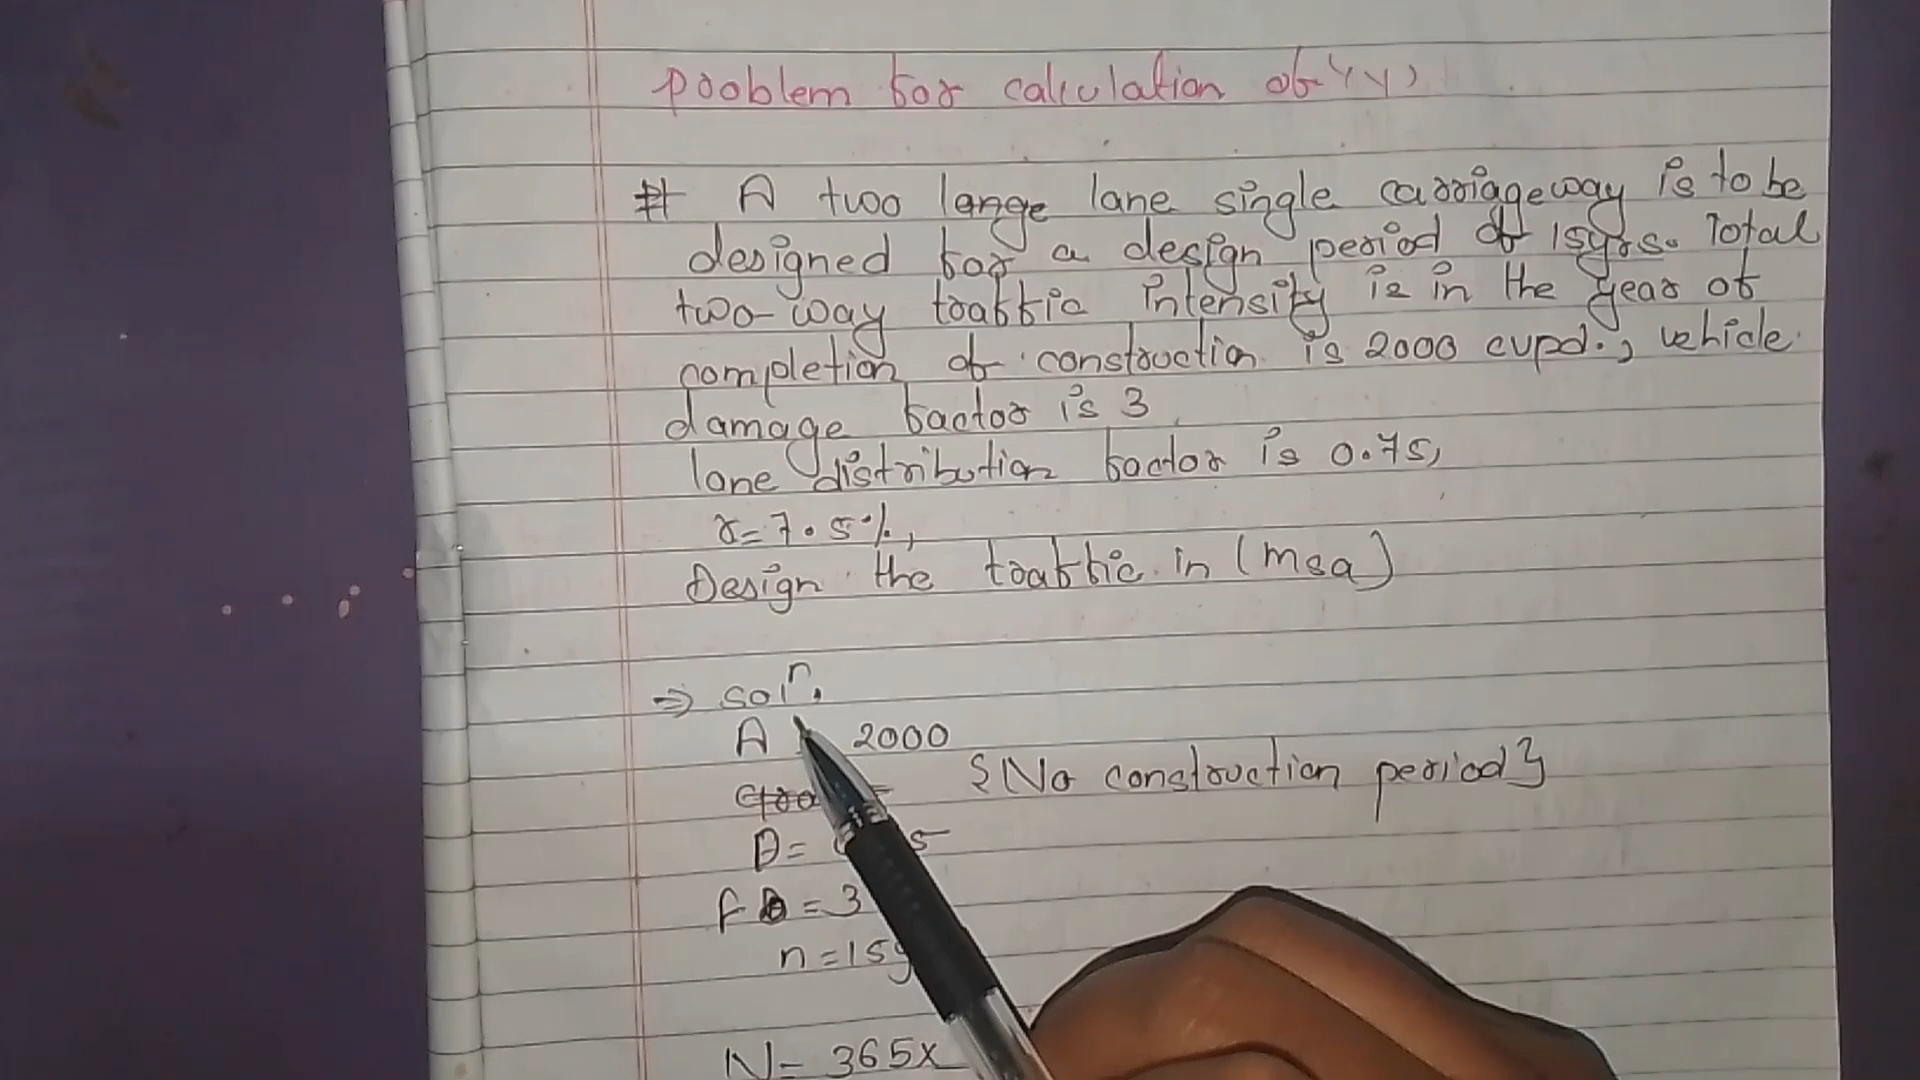 problem for calculation of 'y'
# A two lange lane single carriageway is to be
designed for a design period of 15yrs. Total
two-way traffic intensity is in the year of
completion of construction is 2000 cvpd., vehicle
damage factor is 3
lane distribution factor is 0.75,
r=7.5%,
Design the traffic in (msa)
⇒ soln.
A 2000
{No construction period}
D= 5
F =3
n=15y
N= 365x